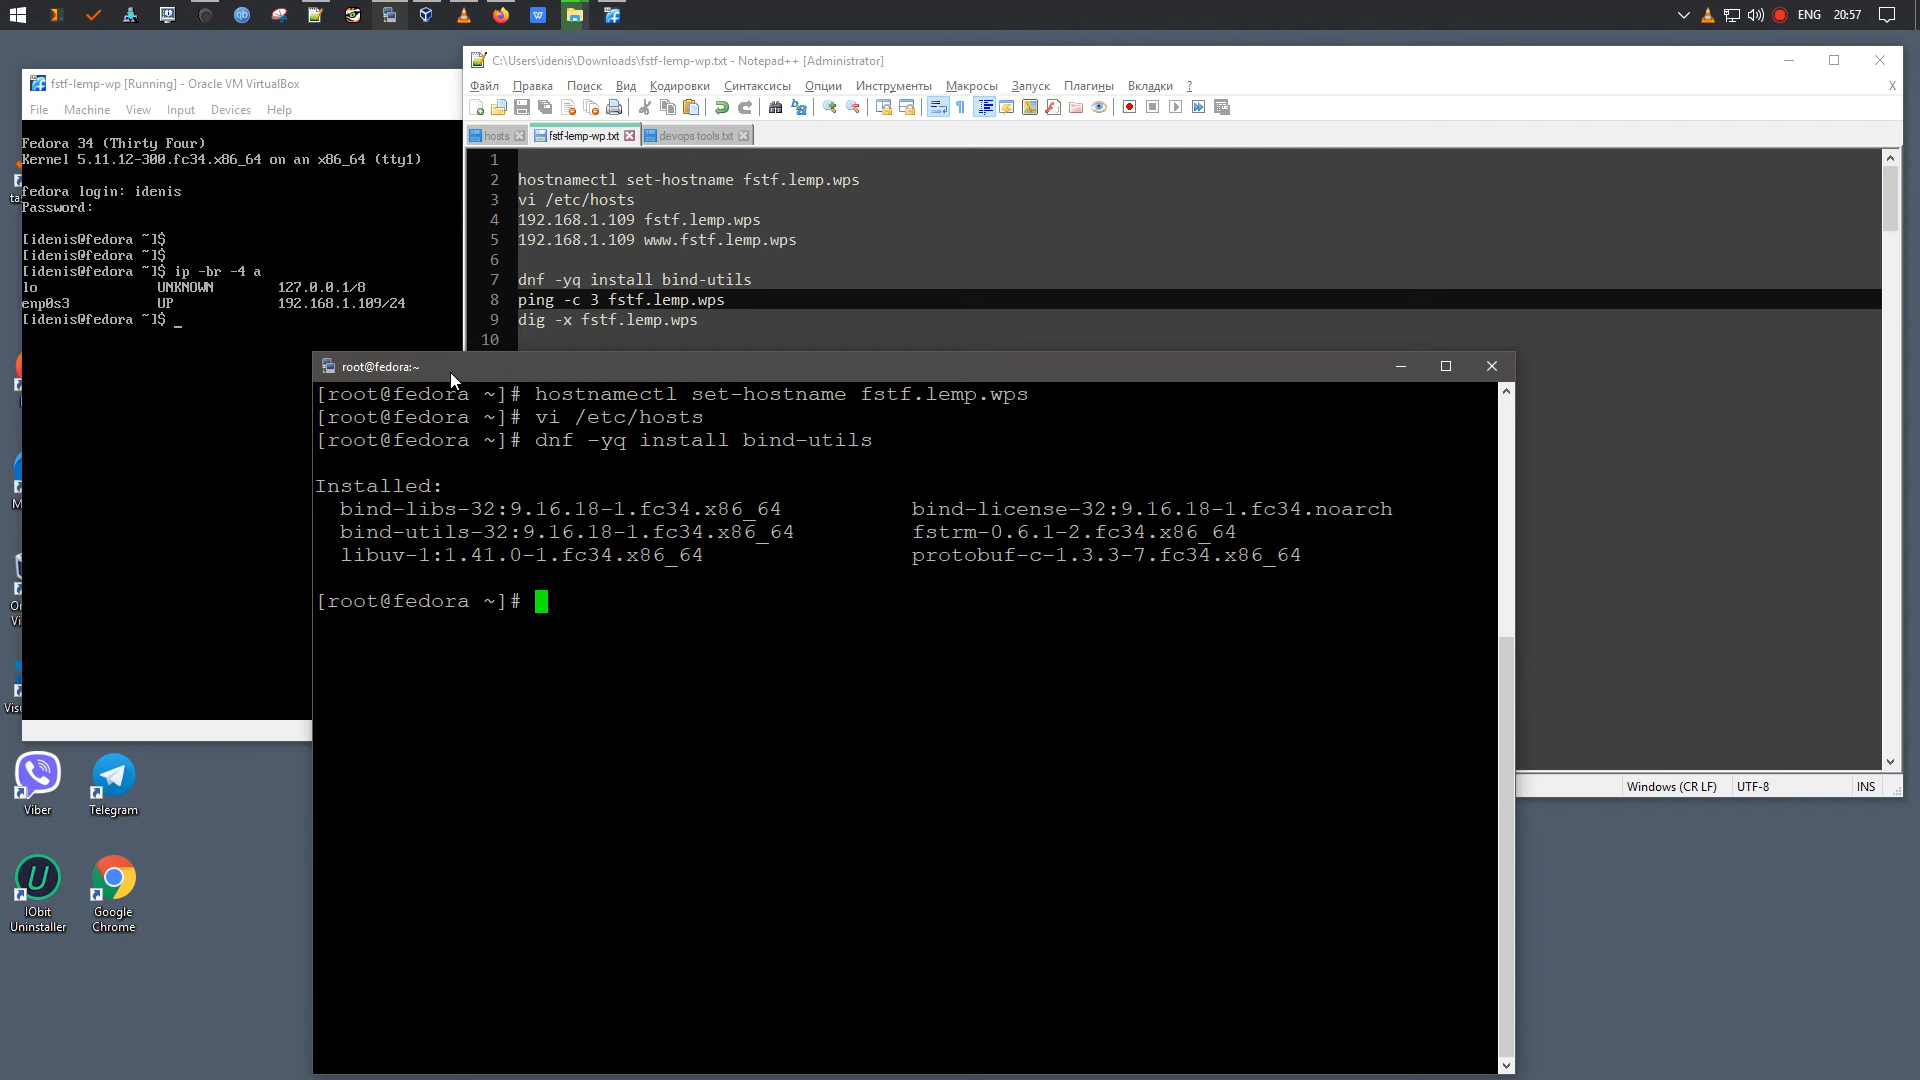 ENG 20:57
fstf-lemp-wp [Running] - Oracle VM VirtualBox
File Machine View Input Devices Help
Fedora 34 (Thirty Four)
Kernel 5.11.12-300.fc34.x86_64 on an x86_64 (tty1)
fedora login: idenis
Password:
[idenis@fedora ~]$
[idenis@fedora ~]$
[idenis@fedora ~]$ ip -br -4 a
lo UNKNOWN 127.0.0.1/8
enp0s3 UP 192.168.1.109/24
[idenis@fedora ~]$ _
C:\Users\idenis\Downloads\fstf-lemp-wp.txt - Notepad++ [Administrator]
Файл Правка Поиск Вид Кодировки Синтаксисы Опции Инструменты Макросы Запуск Плагины Вкладки ? X
hosts fstf-lemp-wp.txt devops tools.txt
1
2 hostnamectl set-hostname fstf.lemp.wps
3 vi /etc/hosts
4 192.168.1.109 fstf.lemp.wps
5 192.168.1.109 www.fstf.lemp.wps
6
7 dnf -yq install bind-utils
8 ping -c 3 fstf.lemp.wps
9 dig -x fstf.lemp.wps
10
root@fedora:~
[root@fedora ~]# hostnamectl set-hostname fstf.lemp.wps
[root@fedora ~]# vi /etc/hosts
[root@fedora ~]# dnf -yq install bind-utils
Installed:
bind-libs-32:9.16.18-1.fc34.x86_64 bind-license-32:9.16.18-1.fc34.noarch
bind-utils-32:9.16.18-1.fc34.x86_64 fstrm-0.6.1-2.fc34.x86_64
libuv-1:1.41.0-1.fc34.x86_64 protobuf-c-1.3.3-7.fc34.x86_64
[root@fedora ~]#
Windows (CR LF) UTF-8 INS
Viber Telegram
IObit Uninstaller
Google Chrome